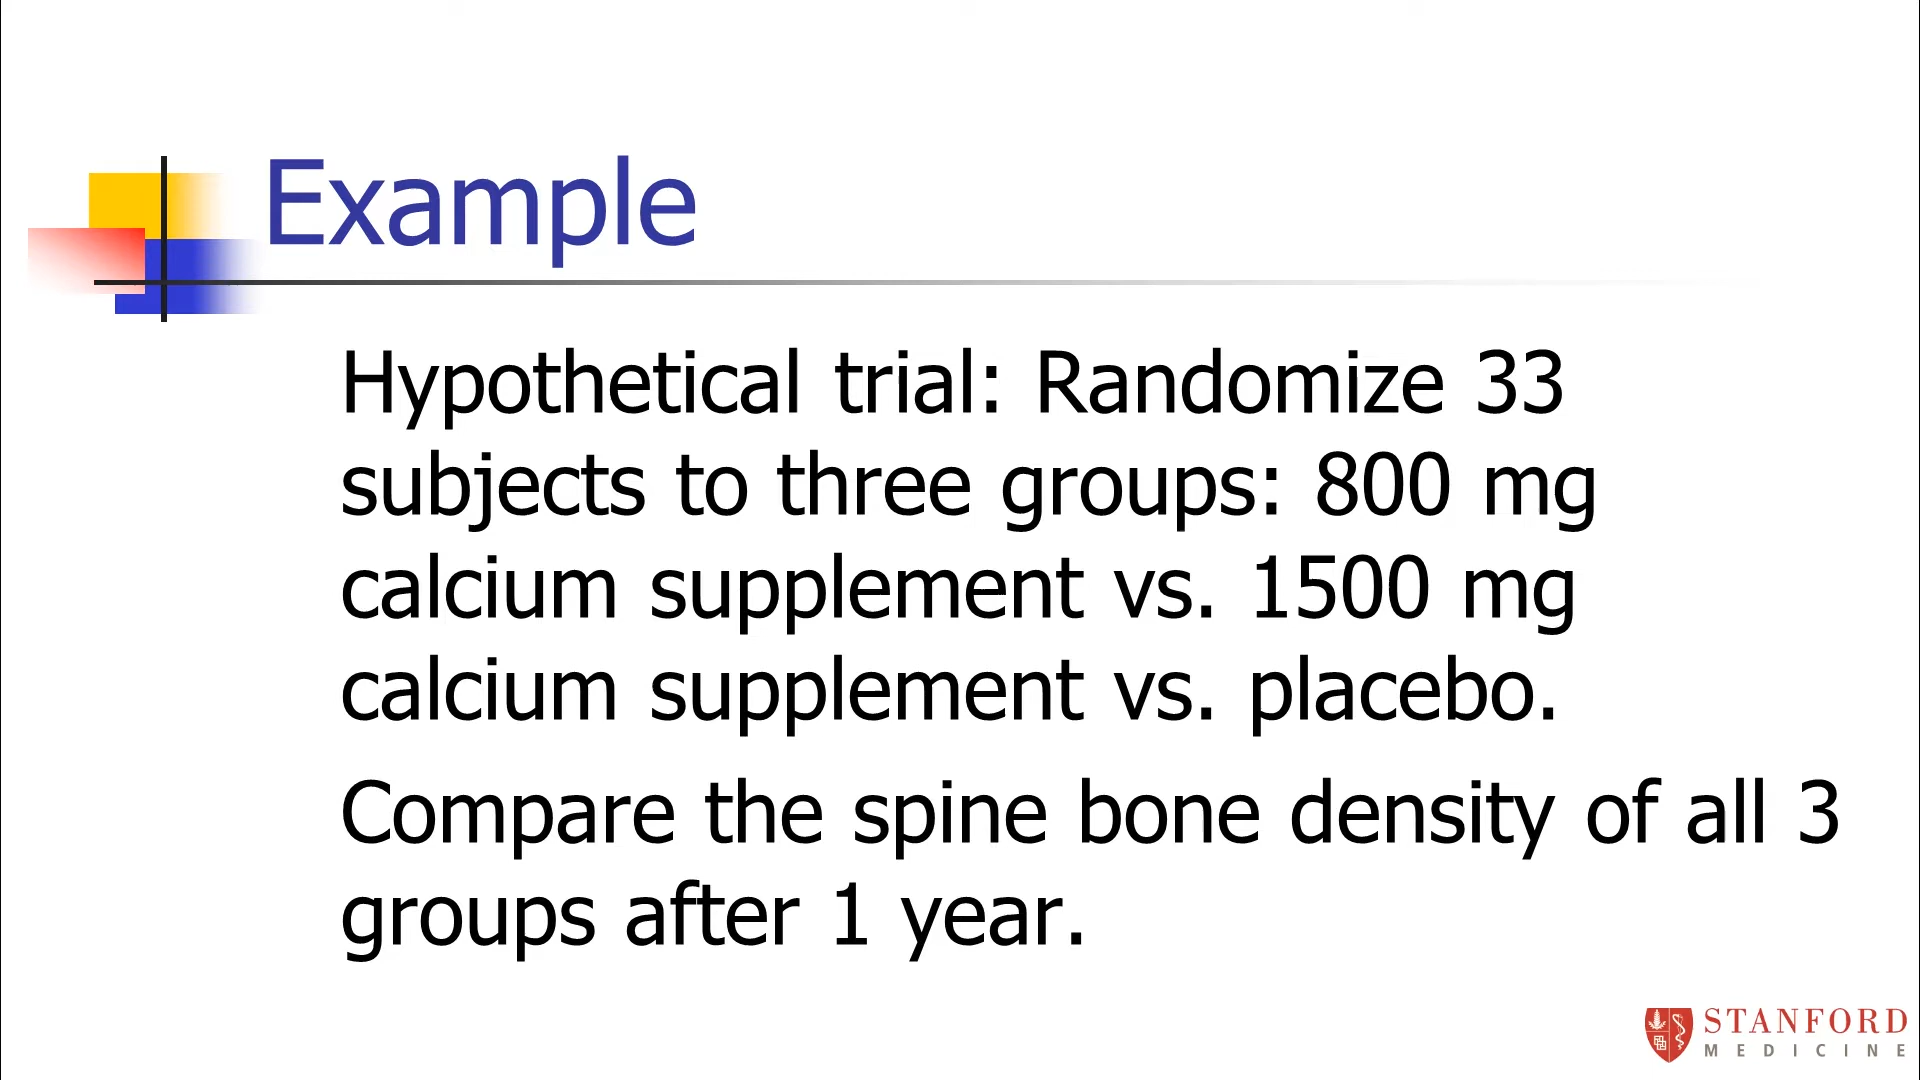 Example
Hypothetical trial: Randomize 33
subjects to three groups: 800 mg
calcium supplement vs. 1500 mg
calcium supplement vs. placebo.
Compare the spine bone density of all 3
groups after 1 year.
STANFORD
MEDICINE